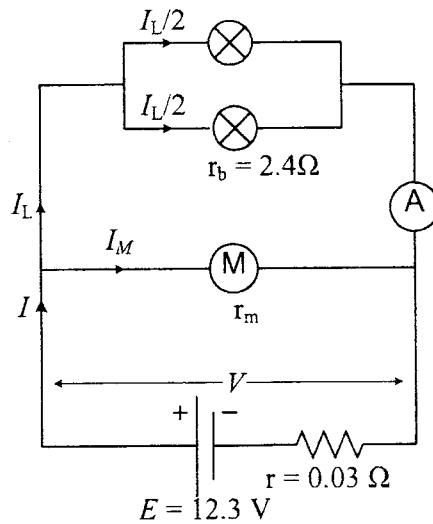 I_L/2
I_L/2
r_b = 2.4Ω
A
I_L
I_M
M
I
r_m
V
+ −
r = 0.03 Ω
E = 12.3 V